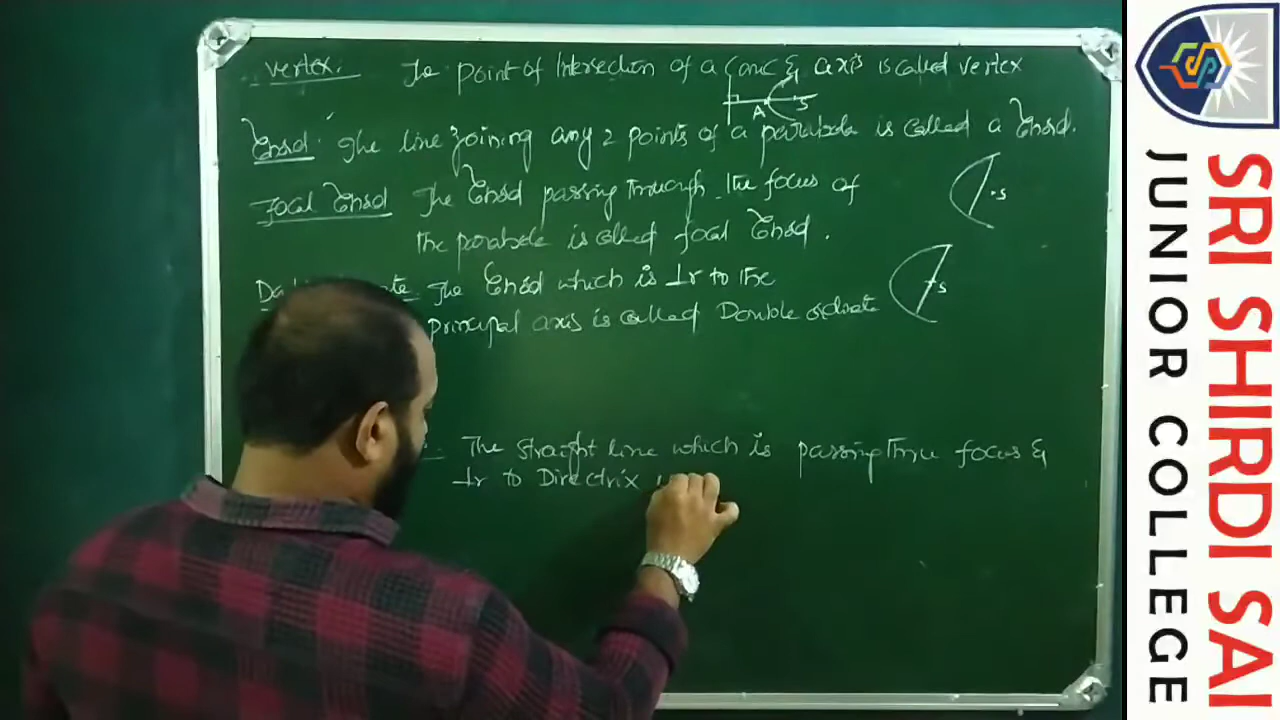 vertex. The point of Intersection of a Conic & axis is called vertex
A S
Chord : The line joining any 2 points of a parabola is called a Chord.
Focal Chord The Chord passing through the focus of
the parabola is called focal Chord.
S
The Chord which is ⊥r to the
principal axis is called Double ordinate
S
The straight line which is passing thru focus &
⊥r to Directrix
SRI SHIRDI SAI
JUNIOR COLLEGE